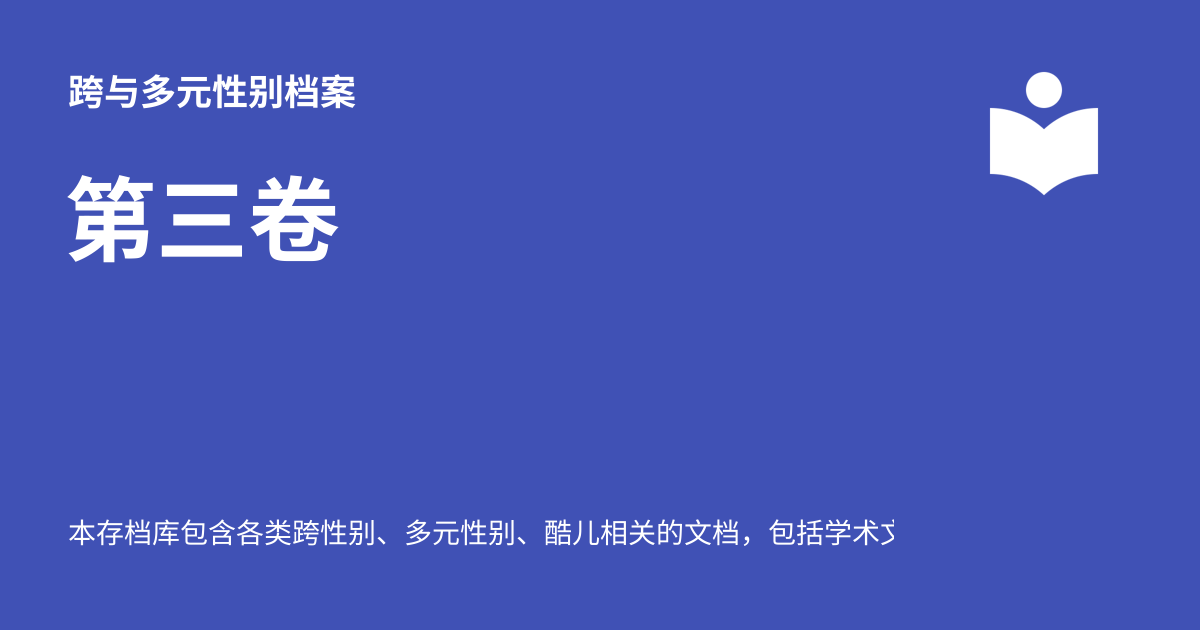 跨与多元性别档案
第三卷
本存档库包含各类跨性别、多元性别、酷儿相关的文档，包括学术